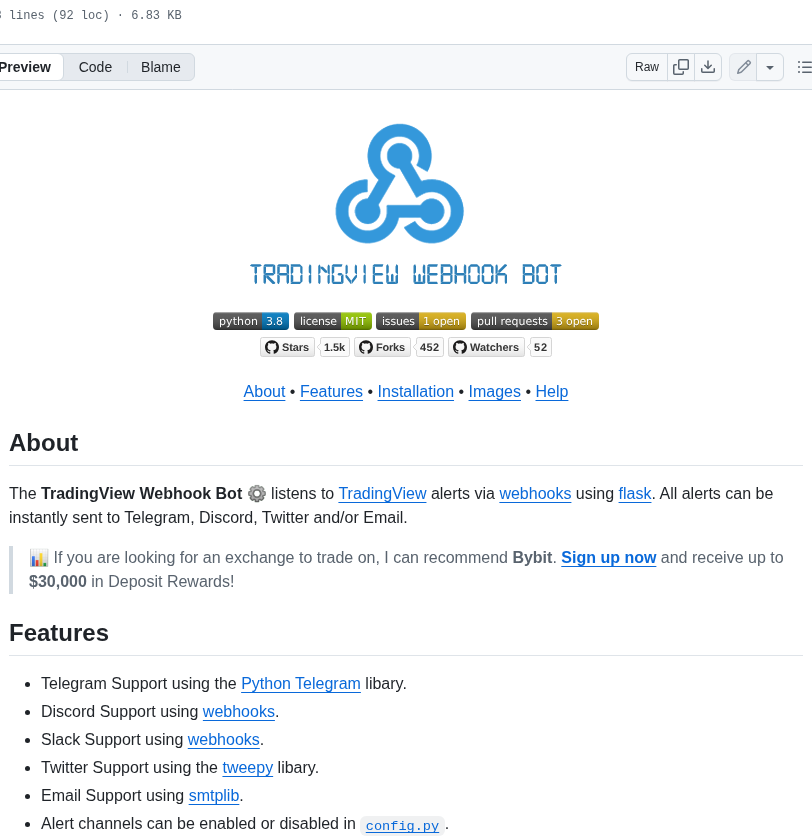 lines (92 loc) · 6.83 KB
Preview Code Blame Raw
TRADINGVIEW WEBHOOK BOT
python 3.8 license MIT issues 1 open pull requests 3 open
Stars 1.5k Forks 452 Watchers 52
About • Features • Installation • Images • Help
About
The TradingView Webhook Bot ⚙️ listens to TradingView alerts via webhooks using flask. All alerts can be
instantly sent to Telegram, Discord, Twitter and/or Email.
📊 If you are looking for an exchange to trade on, I can recommend Bybit. Sign up now and receive up to
$30,000 in Deposit Rewards!
Features
• Telegram Support using the Python Telegram libary.
• Discord Support using webhooks.
• Slack Support using webhooks.
• Twitter Support using the tweepy libary.
• Email Support using smtplib.
• Alert channels can be enabled or disabled in config.py.